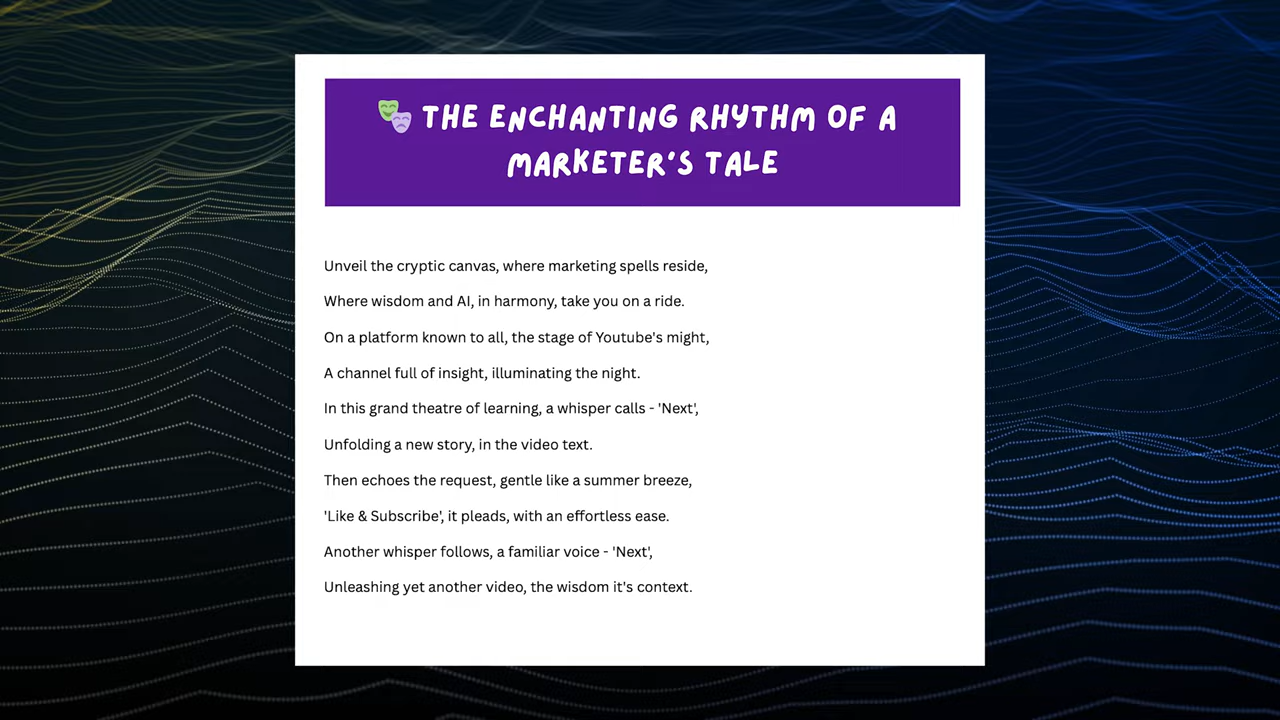 🎭 THE ENCHANTING RHYTHM OF A
MARKETER'S TALE
Unveil the cryptic canvas, where marketing spells reside,
Where wisdom and AI, in harmony, take you on a ride.
On a platform known to all, the stage of Youtube's might,
A channel full of insight, illuminating the night.
In this grand theatre of learning, a whisper calls - 'Next',
Unfolding a new story, in the video text.
Then echoes the request, gentle like a summer breeze,
'Like & Subscribe', it pleads, with an effortless ease.
Another whisper follows, a familiar voice - 'Next',
Unleashing yet another video, the wisdom it's context.